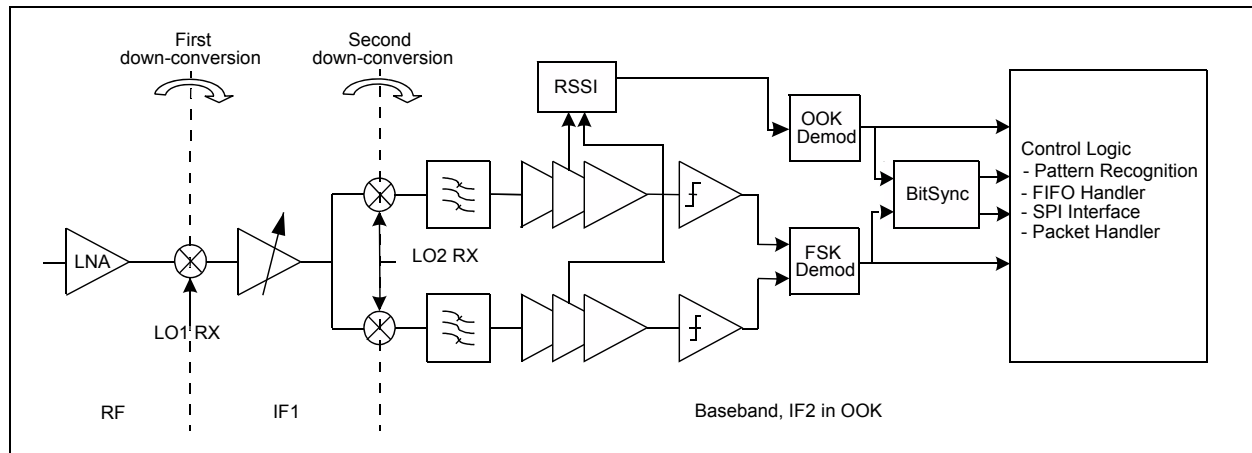 First
down-conversion
Second
down-conversion
RSSI
OOK
Demod
Control Logic
- Pattern Recognition
- FIFO Handler
- SPI Interface
- Packet Handler
BitSync
LNA
LO2 RX
FSK
Demod
LO1 RX
RF
IF1
Baseband, IF2 in OOK